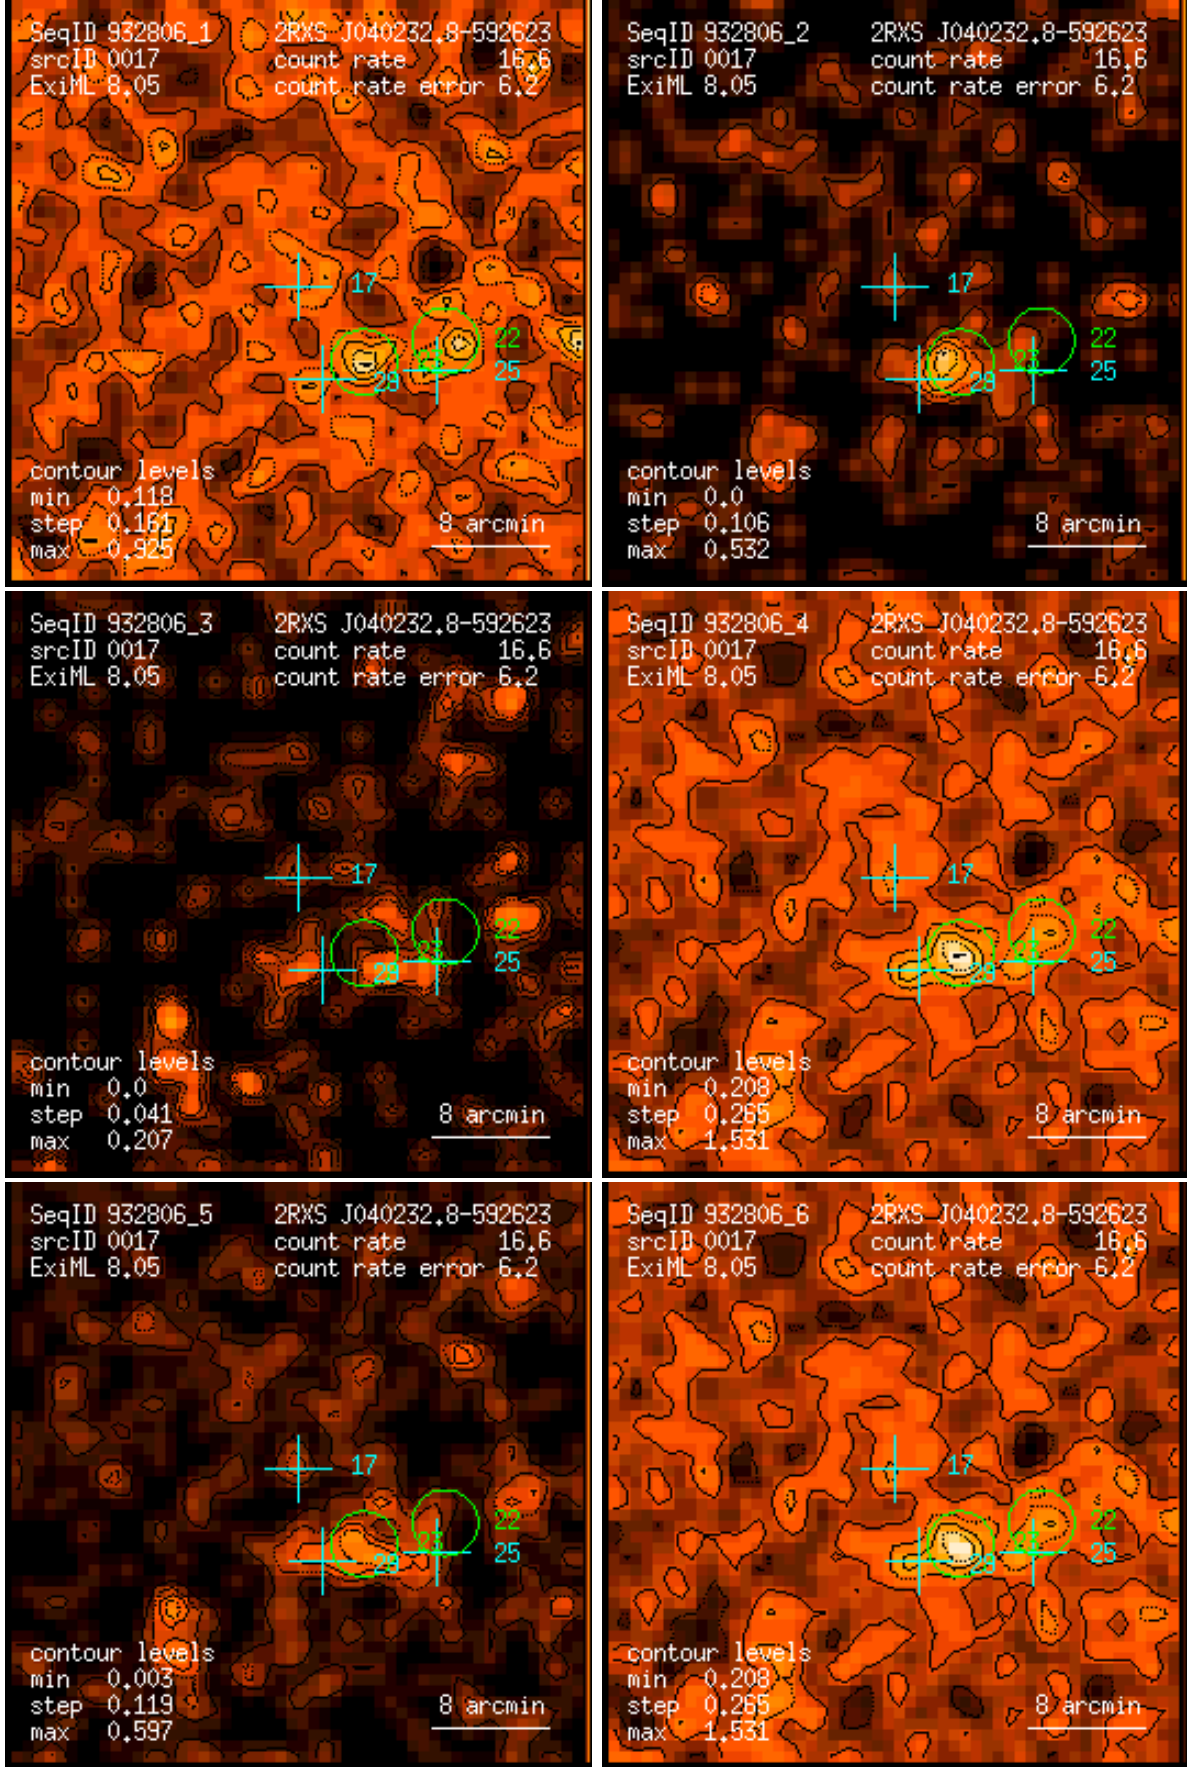 SeqID 932806_1 2RXS J040232.8-592623
srcID 0017 count rate 16.6
ExiML 8.05 count rate error 6.2
17
22
23
29 25
contour levels
min 0.118
step 0.161 8 arcmin
max 0.925
SeqID 932806_2 2RXS J040232.8-592623
srcID 0017 count rate 16.6
ExiML 8.05 count rate error 6.2
17
22
23
29 25
contour levels
min 0.0
step 0.106 8 arcmin
max 0.532
SeqID 932806_3 2RXS J040232.8-592623
srcID 0017 count rate 16.6
ExiML 8.05 count rate error 6.2
17
22
23
29 25
contour levels
min 0.0
step 0.041 8 arcmin
max 0.207
SeqID 932806_4 2RXS J040232.8-592623
srcID 0017 count rate 16.6
ExiML 8.05 count rate error 6.2
17
22
23
29 25
contour levels
min 0.208
step 0.265 8 arcmin
max 1.531
SeqID 932806_5 2RXS J040232.8-592623
srcID 0017 count rate 16.6
ExiML 8.05 count rate error 6.2
17
22
23
29 25
contour levels
min 0.003
step 0.119 8 arcmin
max 0.597
SeqID 932806_6 2RXS J040232.8-592623
srcID 0017 count rate 16.6
ExiML 8.05 count rate error 6.2
17
22
23
29 25
contour levels
min 0.208
step 0.265 8 arcmin
max 1.531